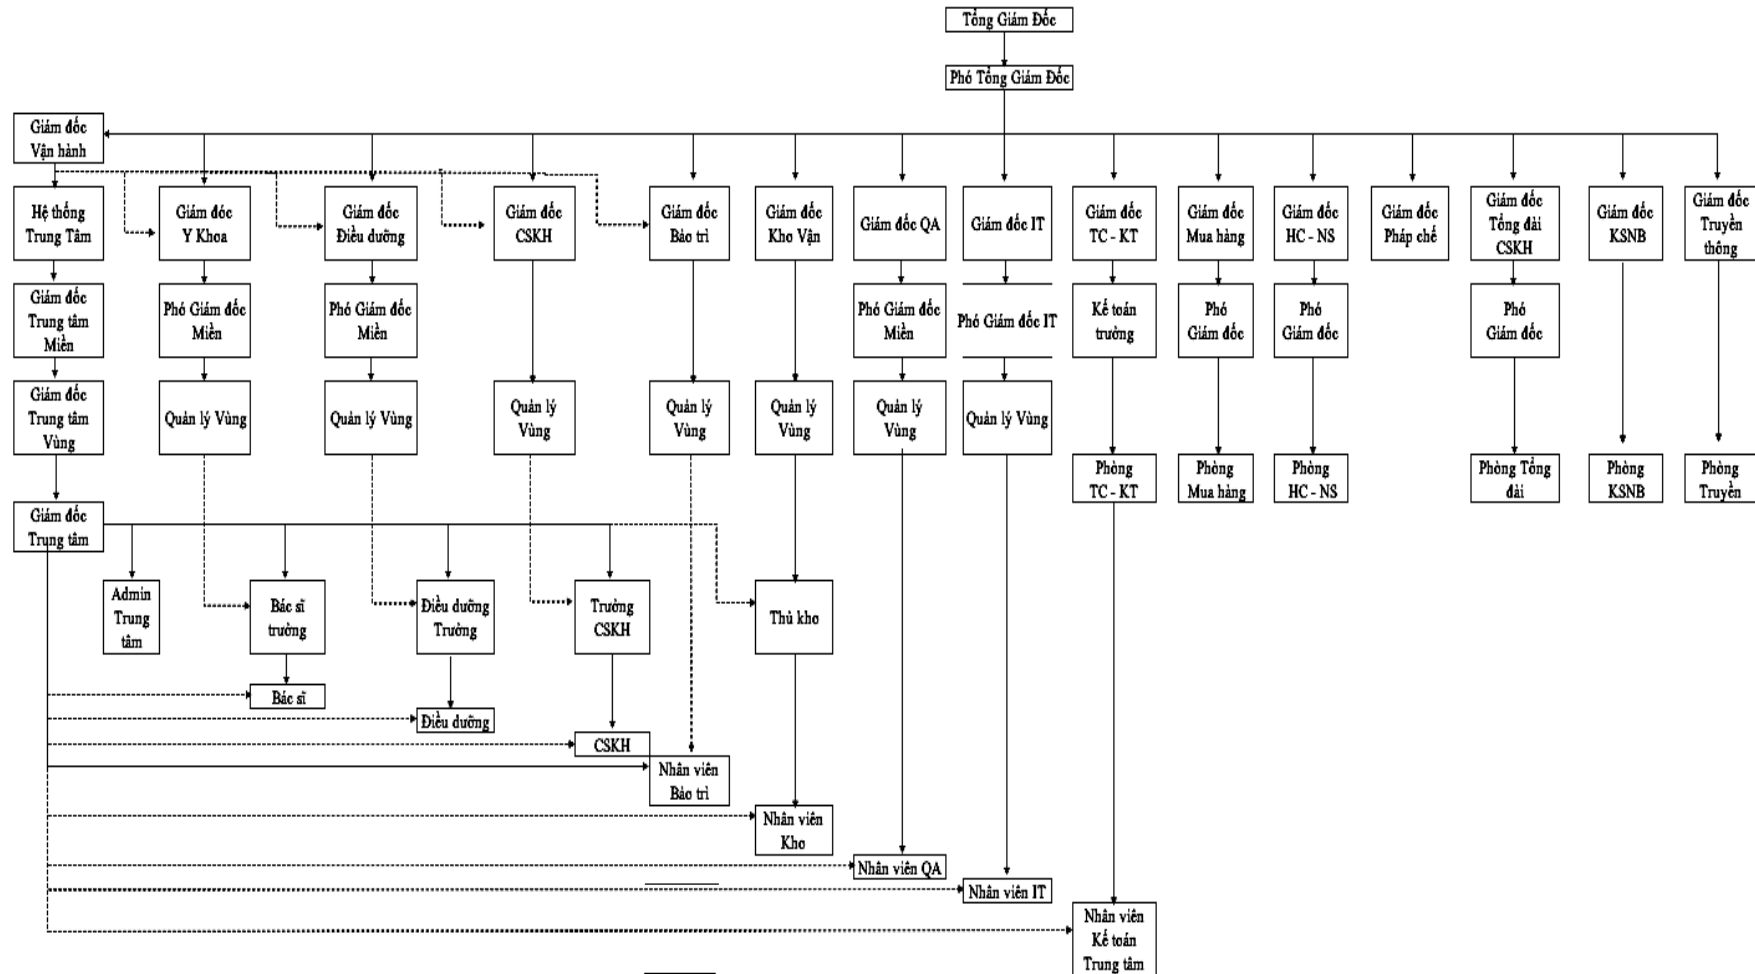 Tổng Giám Đốc
Phó Tổng Giám Đốc
Giám đốc
Vận hành
Hệ thống
Trung Tâm
Giám đốc
Y Khoa
Giám đốc
Điều dưỡng
Giám đốc
CSKH
Giám đốc
Bảo trì
Giám đốc
Kho Vận
Giám đốc QA
Giám đốc IT
Giám đốc
TC - KT
Giám đốc
Mua hàng
Giám đốc
HC - NS
Giám đốc
Pháp chế
Giám đốc
Tổng đài
CSKH
Giám đốc
KSNB
Giám đốc
Truyền
thông
Giám đốc
Trung tâm
Miền
Phó Giám đốc
Miền
Phó Giám đốc
Miền
Phó Giám đốc
Miền
Phó Giám đốc IT
Kế toán
trưởng
Phó
Giám đốc
Phó
Giám đốc
Phó
Giám đốc
Giám đốc
Trung tâm
Vùng
Quản lý Vùng
Quản lý Vùng
Quản lý
Vùng
Quản lý
Vùng
Quản lý
Vùng
Quản lý
Vùng
Quản lý Vùng
Phòng
TC - KT
Phòng
Mua hàng
Phòng
HC - NS
Phòng Tổng
đài
Phòng
KSNB
Phòng
Truyền
Giám đốc
Trung tâm
Admin
Trung
tâm
Bác sĩ
trưởng
Điều dưỡng
Trưởng
Trưởng
CSKH
Thủ kho
Bác sĩ
Điều dưỡng
CSKH
Nhân viên
Bảo trì
Nhân viên
Kho
Nhân viên QA
Nhân viên IT
Nhân viên
Kế toán
Trung tâm